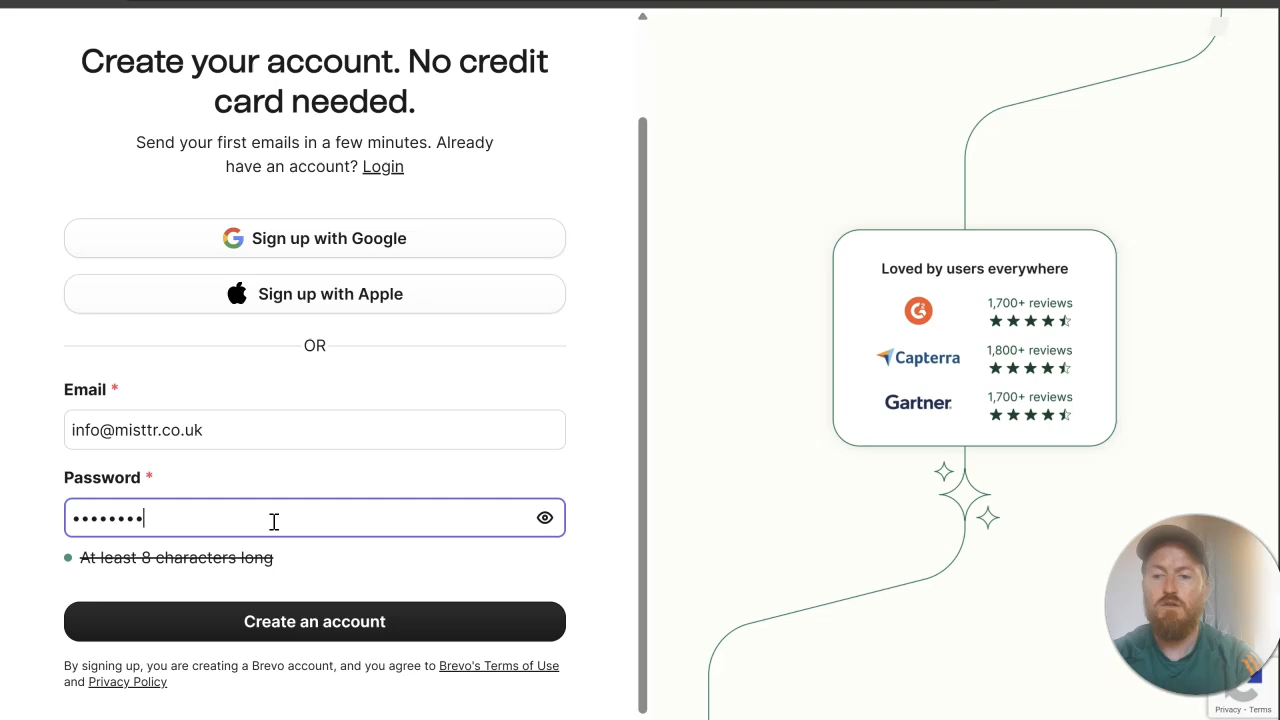 Create your account. No credit
card needed.
Send your first emails in a few minutes. Already
have an account? Login
Sign up with Google
Sign up with Apple
OR
Email *
info@misttr.co.uk
Password *
••••••••
At least 8 characters long
Create an account
By signing up, you are creating a Brevo account, and you agree to Brevo's Terms of Use
and Privacy Policy
Loved by users everywhere
1,700+ reviews
Capterra
1,800+ reviews
Gartner
1,700+ reviews
Privacy - Terms